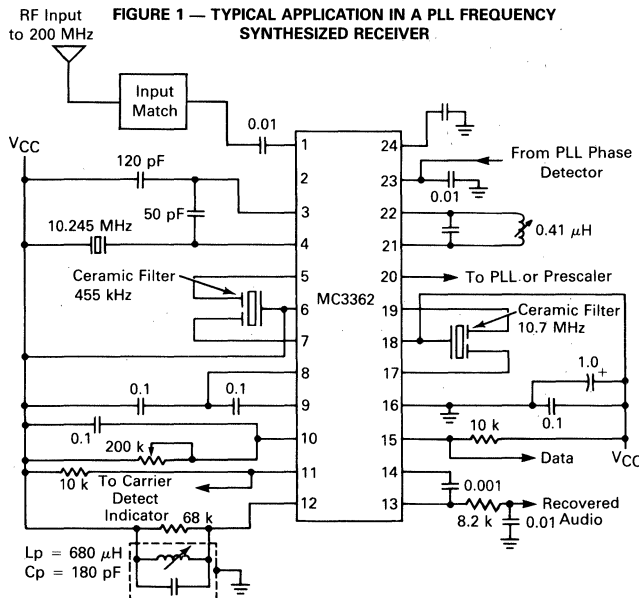 FIGURE 1 — TYPICAL APPLICATION IN A PLL FREQUENCY
SYNTHESIZED RECEIVER
RF Input
to 200 MHz
Input
Match
VCC
0.01
120 pF
50 pF
10.245 MHz
Ceramic Filter
455 kHz
0.1
0.1
0.1
200 k
10 k
To Carrier
Detect
Indicator
68 k
Lp = 680 μH
Cp = 180 pF
1
2
3
4
5
6
7
8
9
10
11
12
MC3362
24
23
22
21
20
19
18
17
16
15
14
13
From PLL Phase
Detector
0.01
0.41 μH
To PLL or Prescaler
Ceramic Filter
10.7 MHz
1.0
+
0.1
10 k
Data
VCC
0.001
8.2 k
0.01
Recovered
Audio